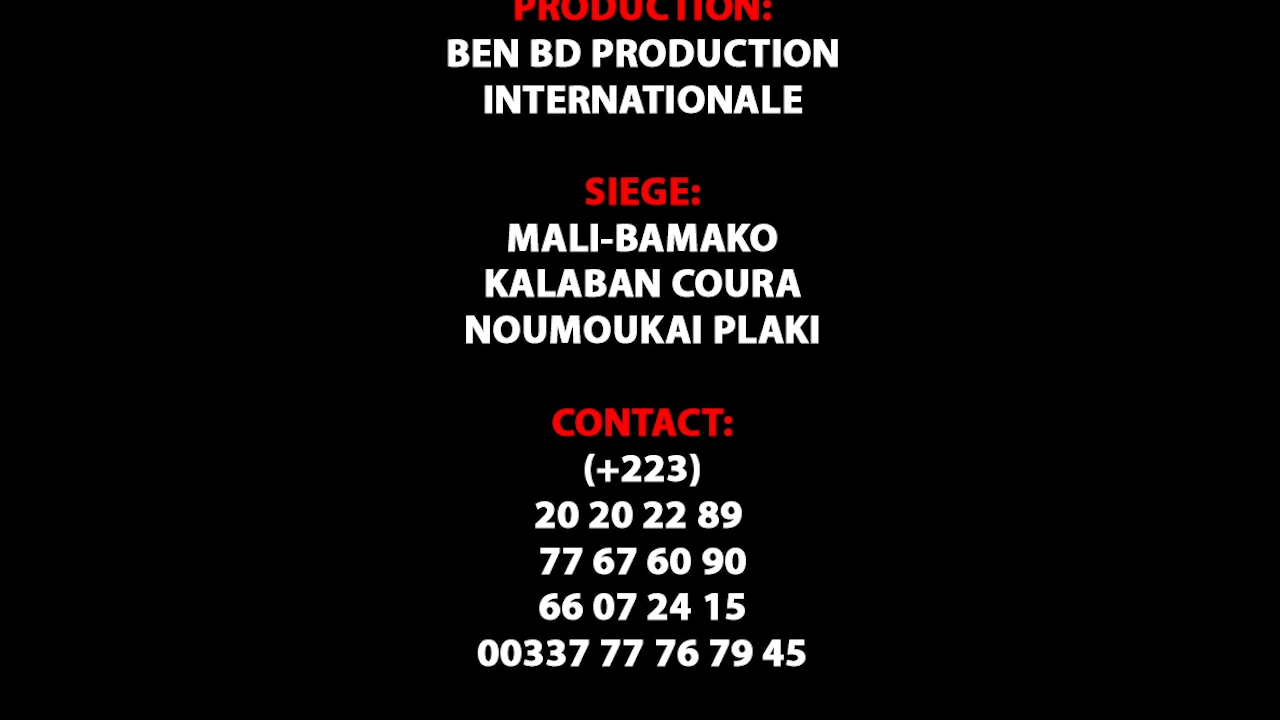 PRODUCTION:
BEN BD PRODUCTION
INTERNATIONALE
SIEGE:
MALI-BAMAKO
KALABAN COURA
NOUMOUKAI PLAKI
CONTACT:
(+223)
20 20 22 89
77 67 60 90
66 07 24 15
00337 77 76 79 45